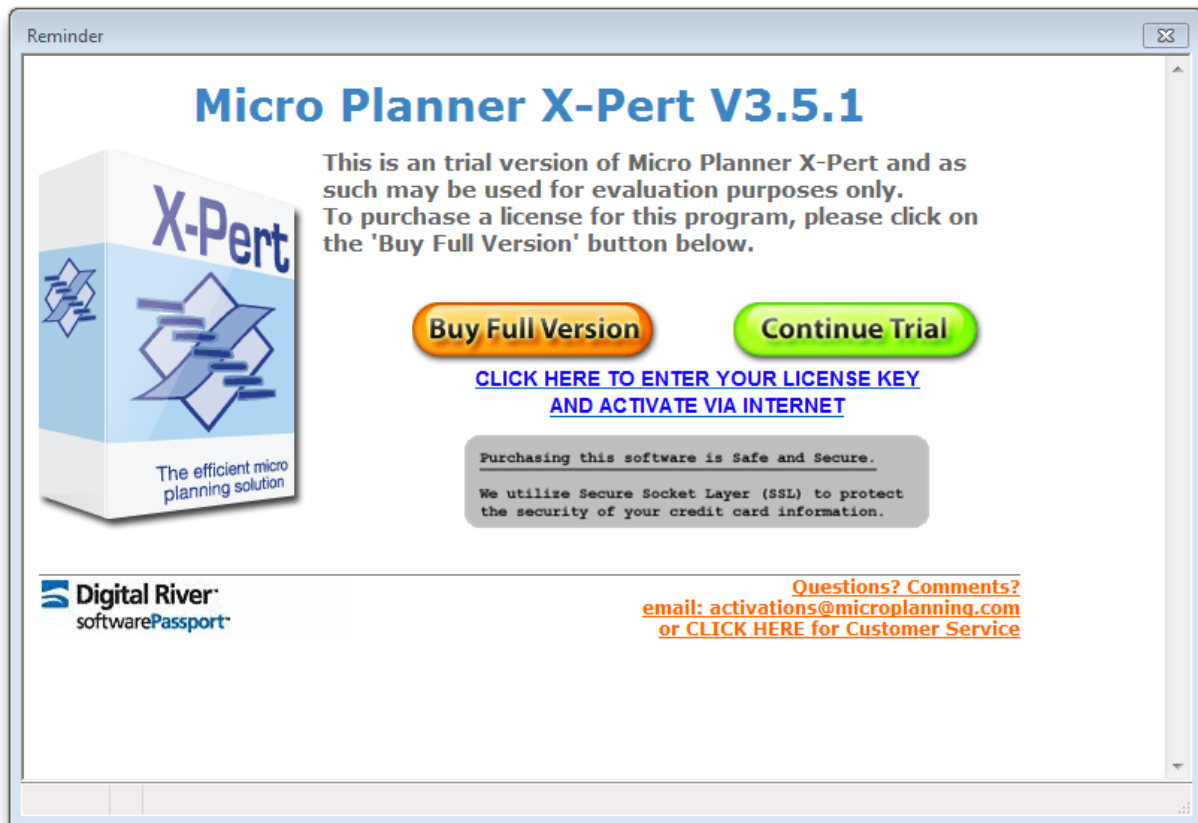 Reminder
Micro Planner X-Pert V3.5.1
This is an trial version of Micro Planner X-Pert and as
such may be used for evaluation purposes only.
To purchase a license for this program, please click on
the 'Buy Full Version' button below.
X-Pert
The efficient micro
planning solution
Buy Full Version
Continue Trial
CLICK HERE TO ENTER YOUR LICENSE KEY
AND ACTIVATE VIA INTERNET
Purchasing this software is Safe and Secure.
We utilize Secure Socket Layer (SSL) to protect
the security of your credit card information.
Digital River
softwarePassport
Questions? Comments?
email: activations@microplanning.com
or CLICK HERE for Customer Service